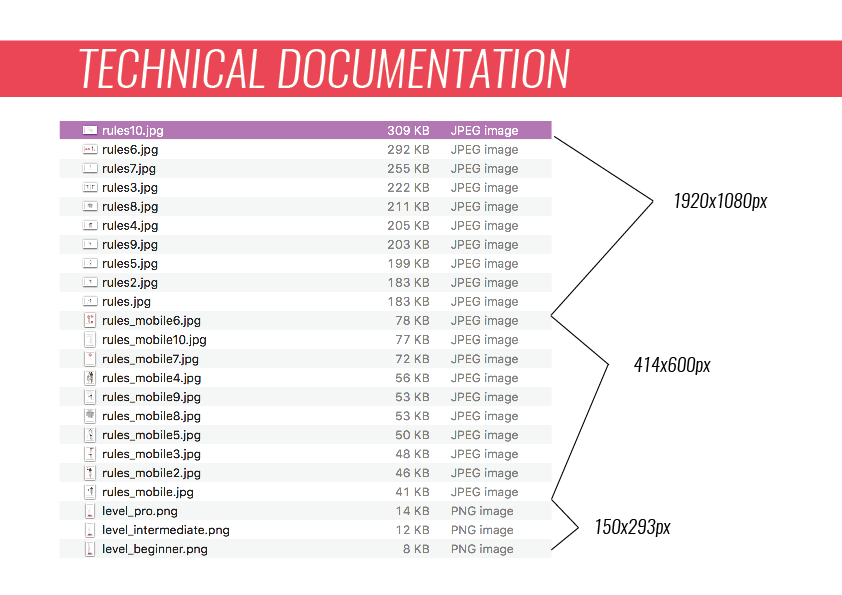 TECHNICAL DOCUMENTATION
rules10.jpg 309 KB JPEG image
rules6.jpg 292 KB JPEG image
rules7.jpg 255 KB JPEG image
rules3.jpg 222 KB JPEG image
rules8.jpg 211 KB JPEG image
rules4.jpg 205 KB JPEG image
rules9.jpg 203 KB JPEG image
rules5.jpg 199 KB JPEG image
rules2.jpg 183 KB JPEG image
rules.jpg 183 KB JPEG image
1920x1080px
rules_mobile6.jpg 78 KB JPEG image
rules_mobile10.jpg 77 KB JPEG image
rules_mobile7.jpg 72 KB JPEG image
rules_mobile4.jpg 56 KB JPEG image
rules_mobile9.jpg 53 KB JPEG image
rules_mobile8.jpg 53 KB JPEG image
rules_mobile5.jpg 50 KB JPEG image
rules_mobile3.jpg 48 KB JPEG image
rules_mobile2.jpg 46 KB JPEG image
rules_mobile.jpg 41 KB JPEG image
414x600px
level_pro.png 14 KB PNG image
level_intermediate.png 12 KB PNG image
level_beginner.png 8 KB PNG image
150x293px